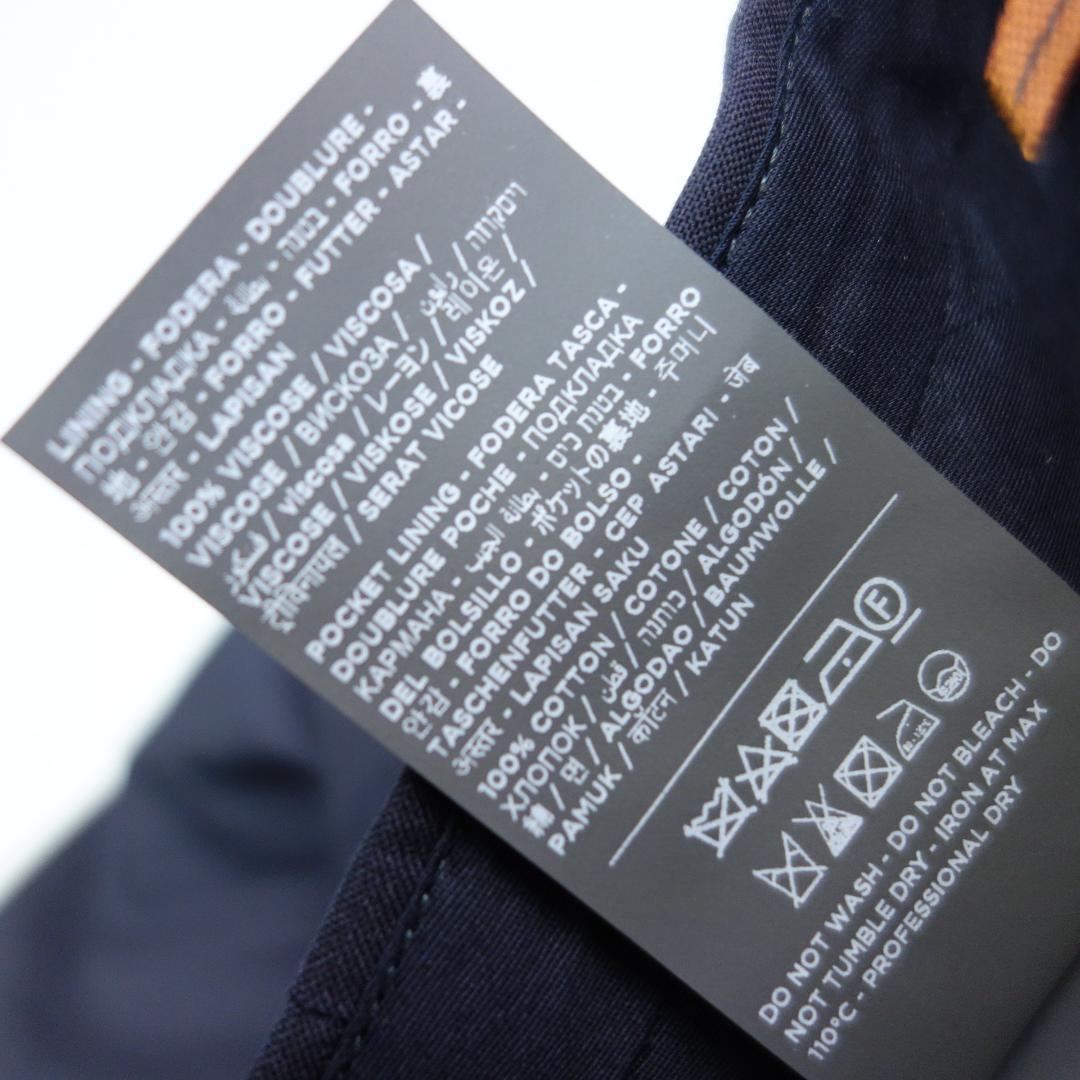 LINING - FODERA - DOUBLURE -
ПОДКЛАДКА - بطانة - בטנה - FORRO - 裏
地 - 안감 - FORRO - FUTTER - ASTAR -
अस्तर - LAPISAN
100% VISCOSE / VISCOSA /
VISCOSE / ВИСКОЗА / رايون / ויסקוזה
/ viscosa / レーヨン / 레이온 /
VISCOSE / VISKOSE / VISKOZ /
/ SERAT VICOSE
POCKET LINING - FODERA TASCA -
DOUBLURE POCHE - ПОДКЛАДКА
КАРМАНА - بطانة الجيب - בטנת כיס - FORRO
DEL BOLSILLO - ポケットの裏地 - 주머니
안감 - FORRO DO BOLSO -
TASCHENFUTTER - CEP ASTARI - जेब
अस्तर - LAPISAN SAKU
100% COTTON / COTONE / COTON /
ХЛОПОК / قطن / כותנה / ALGODÓN /
棉 / 면 / ALGODAO / BAUMWOLLE /
PAMUK / कॉटन / KATUN
F
DO NOT WASH - DO NOT BLEACH - DO
NOT TUMBLE DRY - IRON AT MAX
110°C - PROFESSIONAL DRY